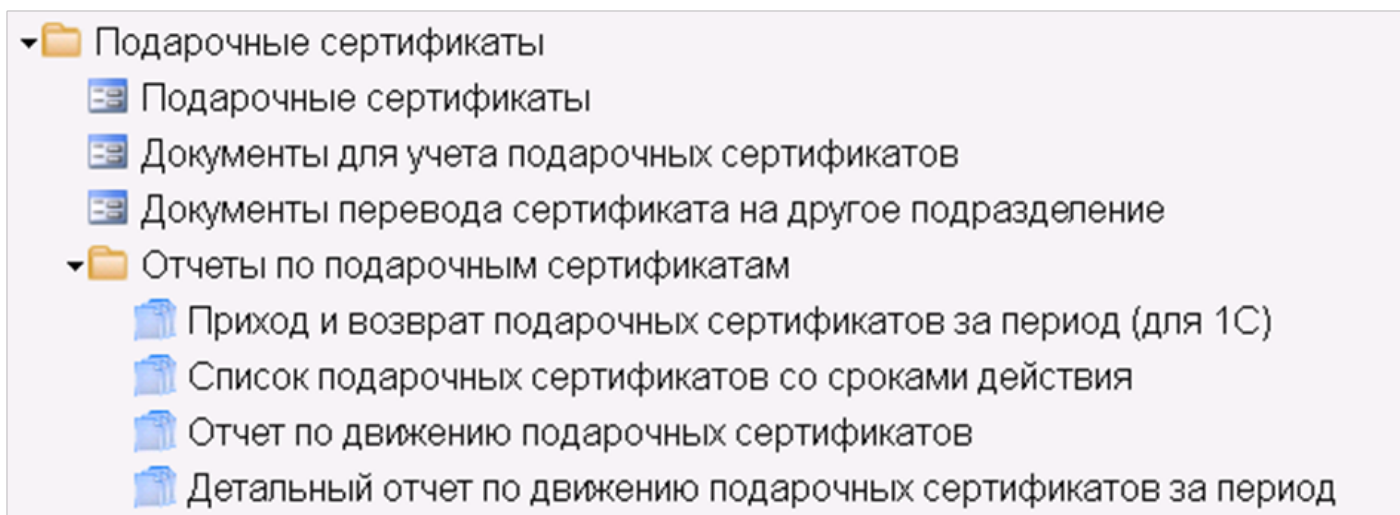 Подарочные сертификаты
Подарочные сертификаты
Документы для учета подарочных сертификатов
Документы перевода сертификата на другое подразделение
Отчеты по подарочным сертификатам
Приход и возврат подарочных сертификатов за период (для 1С)
Список подарочных сертификатов со сроками действия
Отчет по движению подарочных сертификатов
Детальный отчет по движению подарочных сертификатов за период